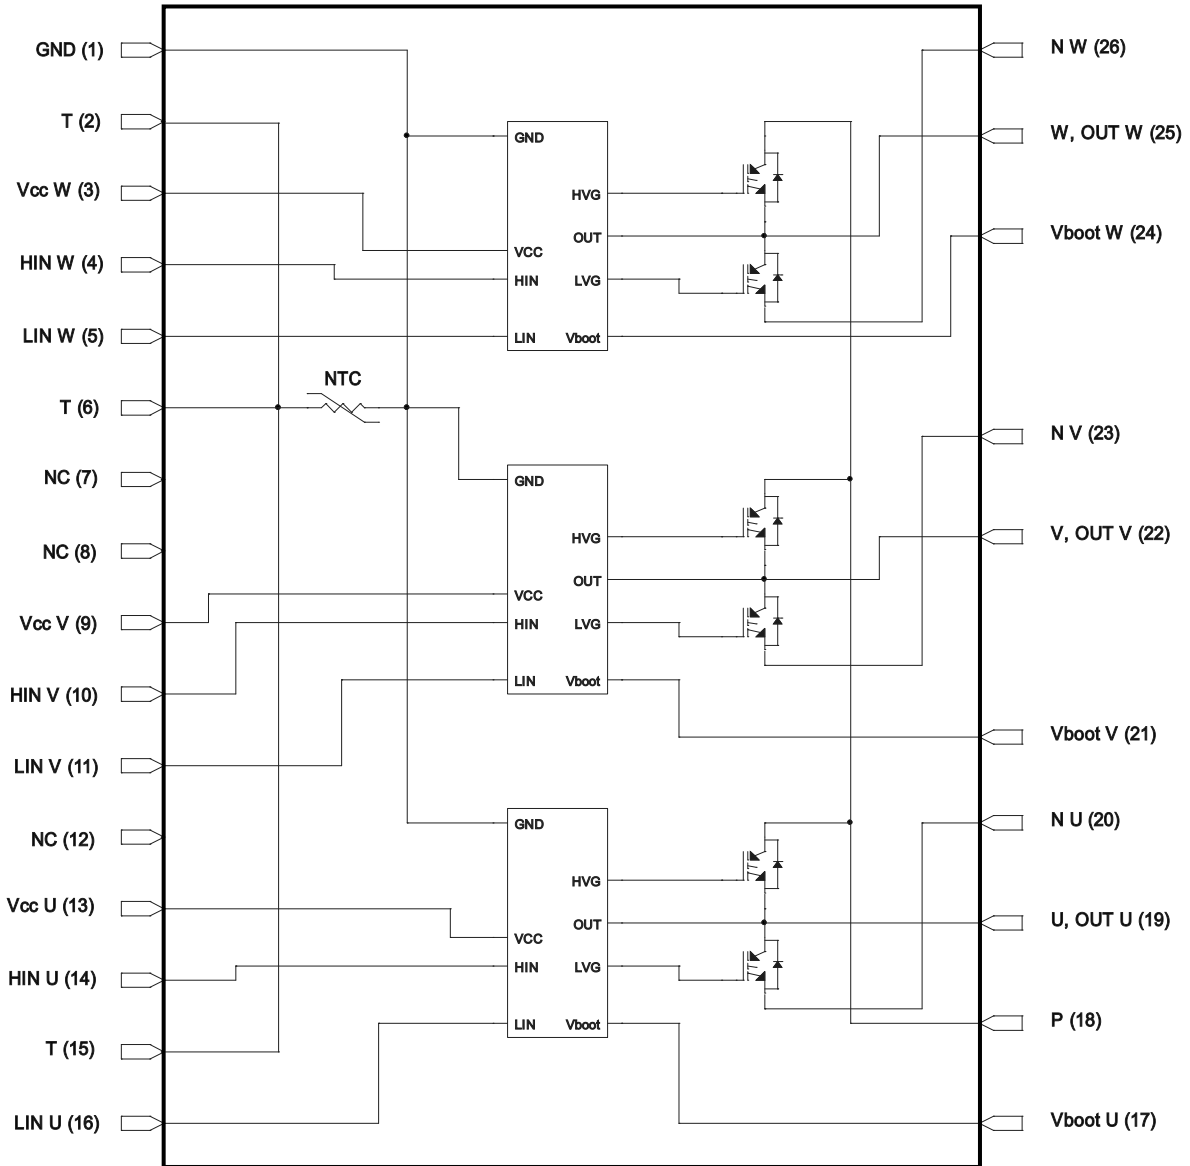 GND (1)
T (2)
Vcc W (3)
HIN W (4)
LIN W (5)
T (6)
NC (7)
NC (8)
Vcc V (9)
HIN V (10)
LIN V (11)
NC (12)
Vcc U (13)
HIN U (14)
T (15)
LIN U (16)
NTC
GND
HVG
OUT
VCC
HIN
LVG
LIN
Vboot
GND
HVG
OUT
VCC
HIN
LVG
LIN
Vboot
GND
HVG
OUT
VCC
HIN
LVG
LIN
Vboot
N W (26)
W, OUT W (25)
Vboot W (24)
N V (23)
V, OUT V (22)
Vboot V (21)
N U (20)
U, OUT U (19)
P (18)
Vboot U (17)